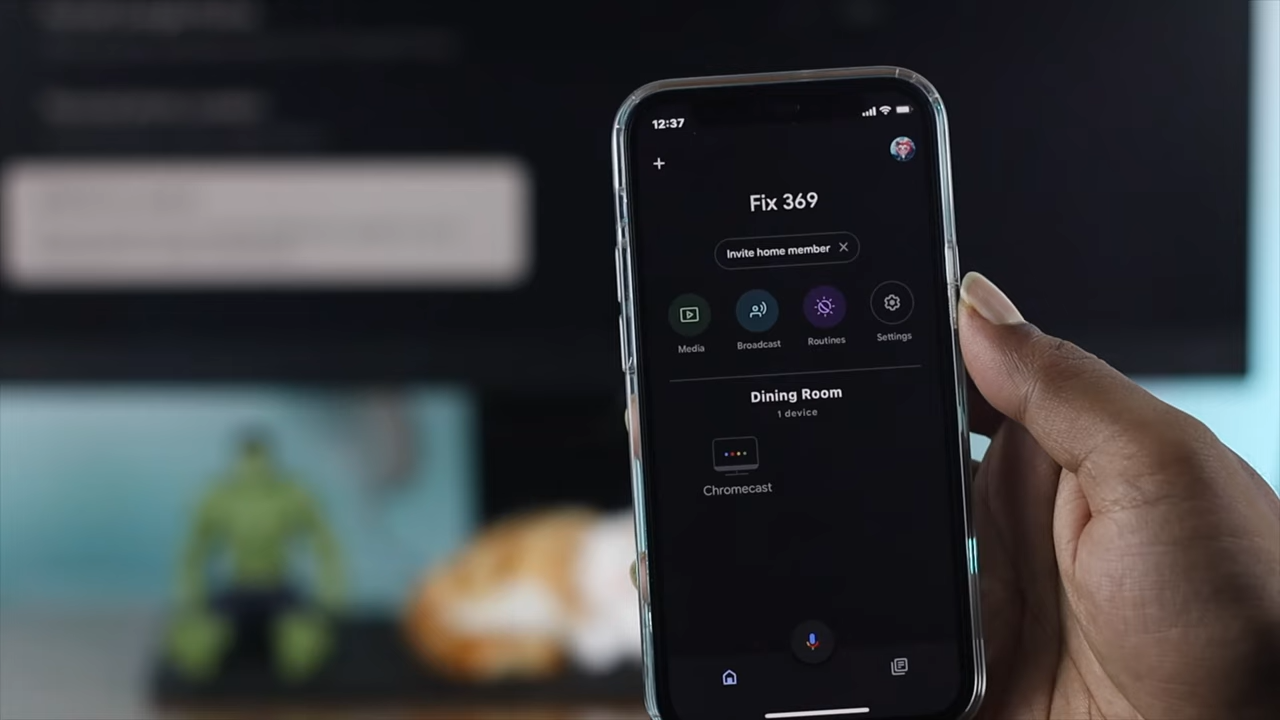 12:37
Fix 369
Invite home member
Media
Broadcast
Routines
Settings
Dining Room
1 device
Chromecast